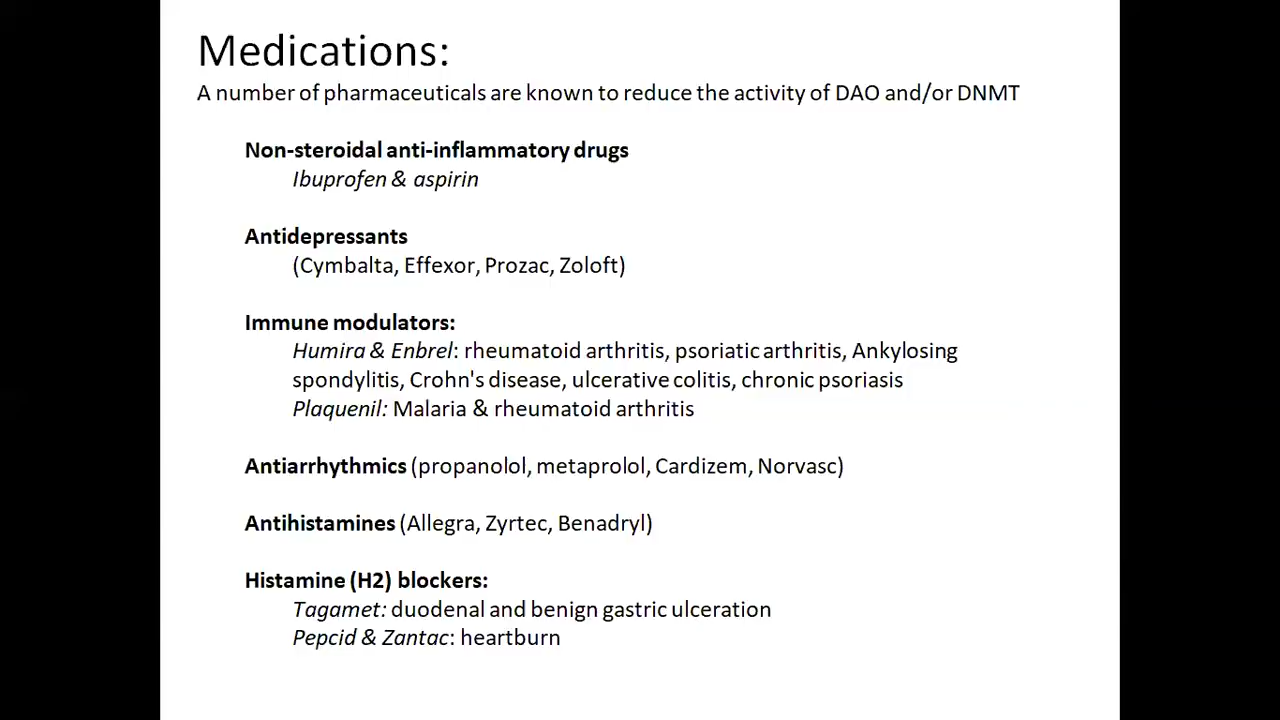 Medications:
A number of pharmaceuticals are known to reduce the activity of DAO and/or DNMT
Non-steroidal anti-inflammatory drugs
Ibuprofen & aspirin
Antidepressants
(Cymbalta, Effexor, Prozac, Zoloft)
Immune modulators:
Humira & Enbrel: rheumatoid arthritis, psoriatic arthritis, Ankylosing
spondylitis, Crohn's disease, ulcerative colitis, chronic psoriasis
Plaquenil: Malaria & rheumatoid arthritis
Antiarrhythmics (propanolol, metaprolol, Cardizem, Norvasc)
Antihistamines (Allegra, Zyrtec, Benadryl)
Histamine (H2) blockers:
Tagamet: duodenal and benign gastric ulceration
Pepcid & Zantac: heartburn